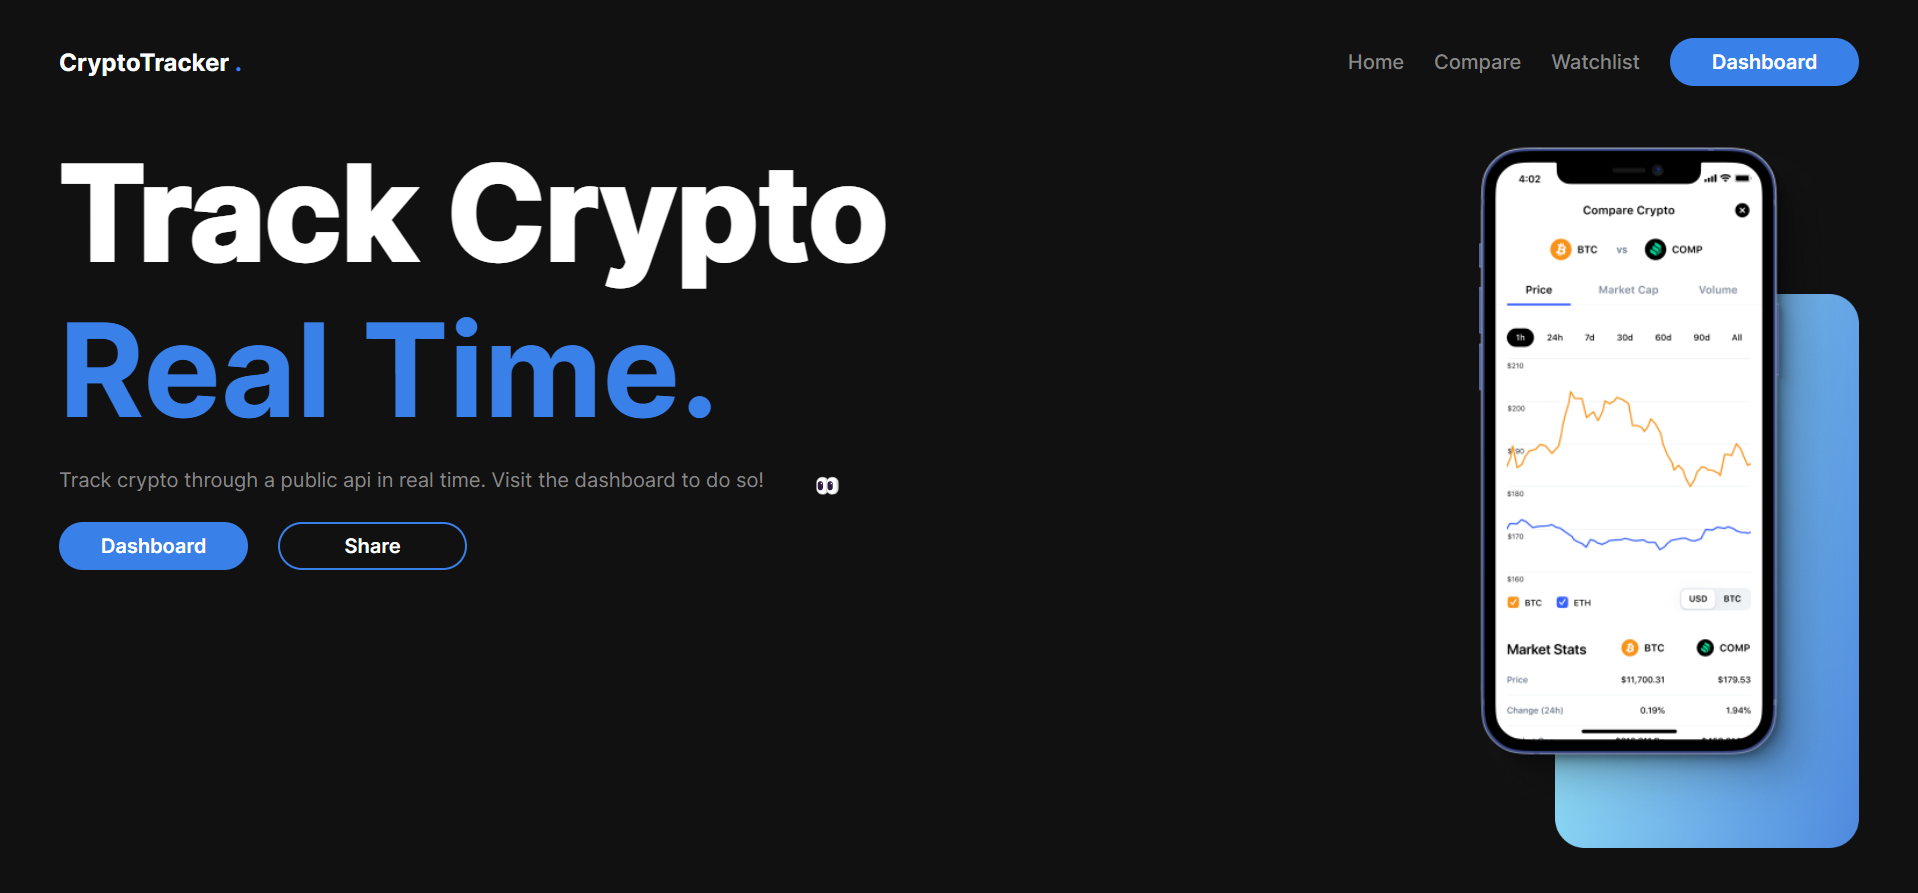 CryptoTracker .
Home Compare Watchlist Dashboard
Track Crypto
Real Time.
Track crypto through a public api in real time. Visit the dashboard to do so! 👀
Dashboard Share
4:02
Compare Crypto
BTC vs COMP
Price Market Cap Volume
1h 24h 7d 30d 60d 90d All
$210
$200
$190
$180
$170
$160
BTC ETH USD BTC
Market Stats BTC COMP
Price $11,700.31 $179.53
Change (24h) 0.19% 1.94%